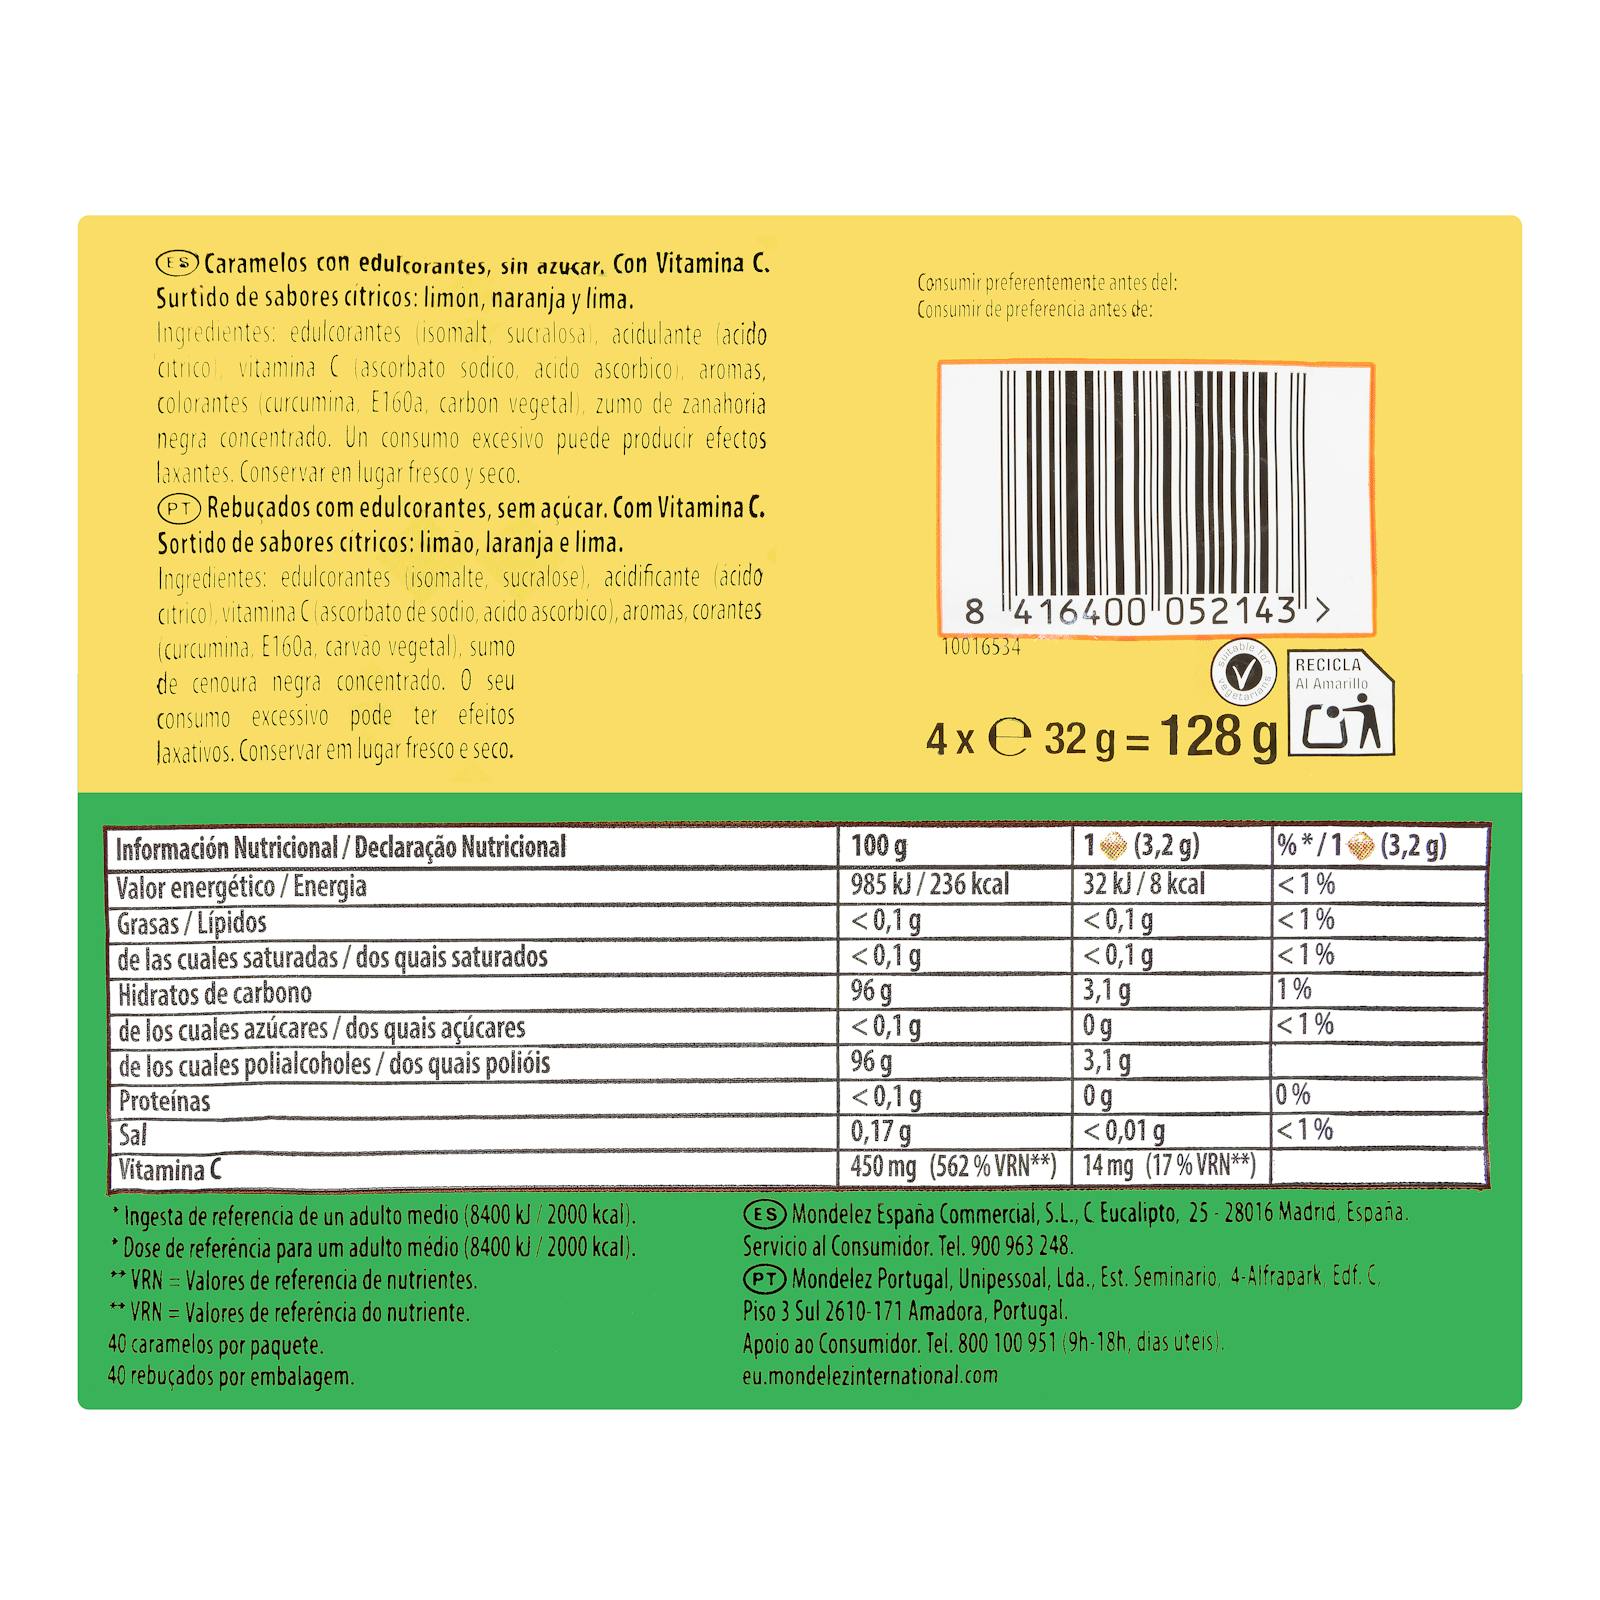 ES Caramelos con edulcorantes, sin azúcar. Con Vitamina C.
Surtido de sabores cítricos: limón, naranja y lima.
Ingredientes: edulcorantes (isomalt, sucralosa), acidulante (ácido
cítrico), vitamina C (ascorbato sódico, ácido ascórbico), aromas,
colorantes (curcumina, E160a, carbón vegetal), zumo de zanahoria
negra concentrado. Un consumo excesivo puede producir efectos
laxantes. Conservar en lugar fresco y seco.
PT Rebuçados com edulcorantes, sem açúcar. Com Vitamina C.
Sortido de sabores cítricos: limão, laranja e lima.
Ingredientes: edulcorantes (isomalte, sucralose), acidificante (ácido
cítrico), vitamina C (ascorbato de sódio, ácido ascórbico), aromas, corantes
(curcumina, E160a, carvão vegetal), sumo
de cenoura negra concentrado. O seu
consumo excessivo pode ter efeitos
laxativos. Conservar em lugar fresco e seco.
Consumir preferentemente antes del:
Consumir de preferência antes de:
8 416400 052143 >
10016534
suitable for vegetarians
RECICLA
Al Amarillo
4 x ℮ 32 g = 128 g
Información Nutricional / Declaração Nutricional 100 g 1 (3,2 g) % * / 1 (3,2 g)
Valor energético / Energia 985 kJ / 236 kcal 32 kJ / 8 kcal < 1 %
Grasas / Lípidos < 0,1 g < 0,1 g < 1 %
de las cuales saturadas / dos quais saturados < 0,1 g < 0,1 g < 1 %
Hidratos de carbono 96 g 3,1 g 1 %
de los cuales azúcares / dos quais açúcares < 0,1 g 0 g < 1 %
de los cuales polialcoholes / dos quais polióis 96 g 3,1 g
Proteínas < 0,1 g 0 g 0 %
Sal 0,17 g < 0,01 g < 1 %
Vitamina C 450 mg (562 % VRN**) 14 mg (17 % VRN**)
* Ingesta de referencia de un adulto medio (8400 kJ / 2000 kcal).
* Dose de referência para um adulto médio (8400 kJ / 2000 kcal).
** VRN = Valores de referencia de nutrientes.
** VRN = Valores de referência do nutriente.
40 caramelos por paquete.
40 rebuçados por embalagem.
ES Mondelez España Commercial, S.L., C Eucalipto, 25 - 28016 Madrid, España.
Servicio al Consumidor. Tel. 900 963 248.
PT Mondelez Portugal, Unipessoal, Lda., Est. Seminário, 4-Alfrapark, Edf. C,
Piso 3 Sul 2610-171 Amadora, Portugal.
Apoio ao Consumidor. Tel. 800 100 951 (9h-18h, dias úteis).
eu.mondelezinternational.com